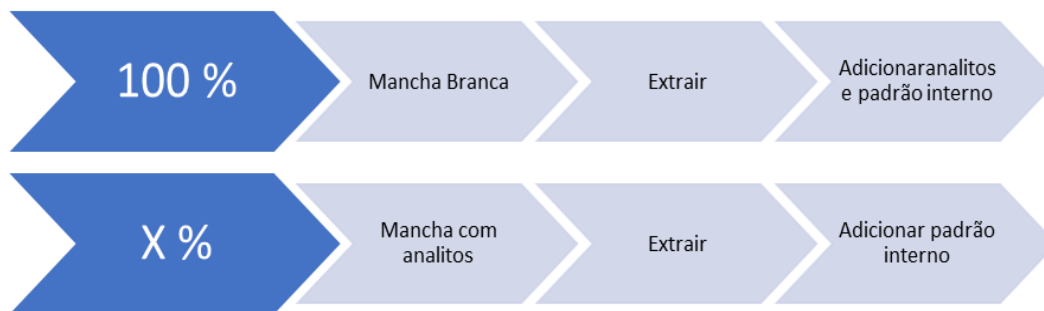 100 %
Mancha Branca
Extrair
Adicionaranalitos
e padrão interno
X %
Mancha com
analitos
Extrair
Adicionar padrão
interno